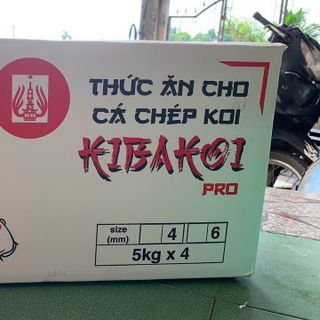 THỨC ĂN CHO
CÁ CHÉP KOI
KIBAKOI
PRO
size (mm) 4 6
5kg x 4